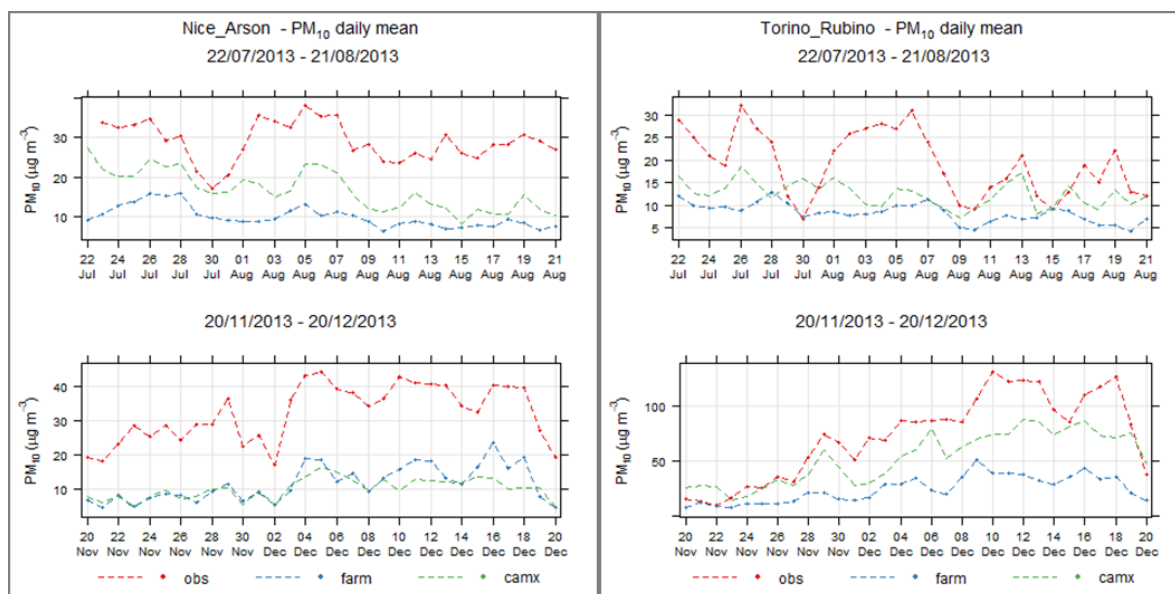 Nice_Arson - PM10 daily mean
22/07/2013 - 21/08/2013
PM10 (µg m⁻³)
30
20
10
22 24 26 28 30 01 03 05 07 09 11 13 15 17 19 21
Jul Jul Jul Jul Jul Aug Aug Aug Aug Aug Aug Aug Aug Aug Aug Aug
20/11/2013 - 20/12/2013
PM10 (µg m⁻³)
40
30
20
10
20 22 24 26 28 30 02 04 06 08 10 12 14 16 18 20
Nov Nov Nov Nov Nov Nov Dec Dec Dec Dec Dec Dec Dec Dec Dec Dec
obs farm camx
Torino_Rubino - PM10 daily mean
22/07/2013 - 21/08/2013
PM10 (µg m⁻³)
30
25
20
15
10
5
22 24 26 28 30 01 03 05 07 09 11 13 15 17 19 21
Jul Jul Jul Jul Jul Aug Aug Aug Aug Aug Aug Aug Aug Aug Aug Aug
20/11/2013 - 20/12/2013
PM10 (µg m⁻³)
100
50
20 22 24 26 28 30 02 04 06 08 10 12 14 16 18 20
Nov Nov Nov Nov Nov Nov Dec Dec Dec Dec Dec Dec Dec Dec Dec Dec
obs farm camx